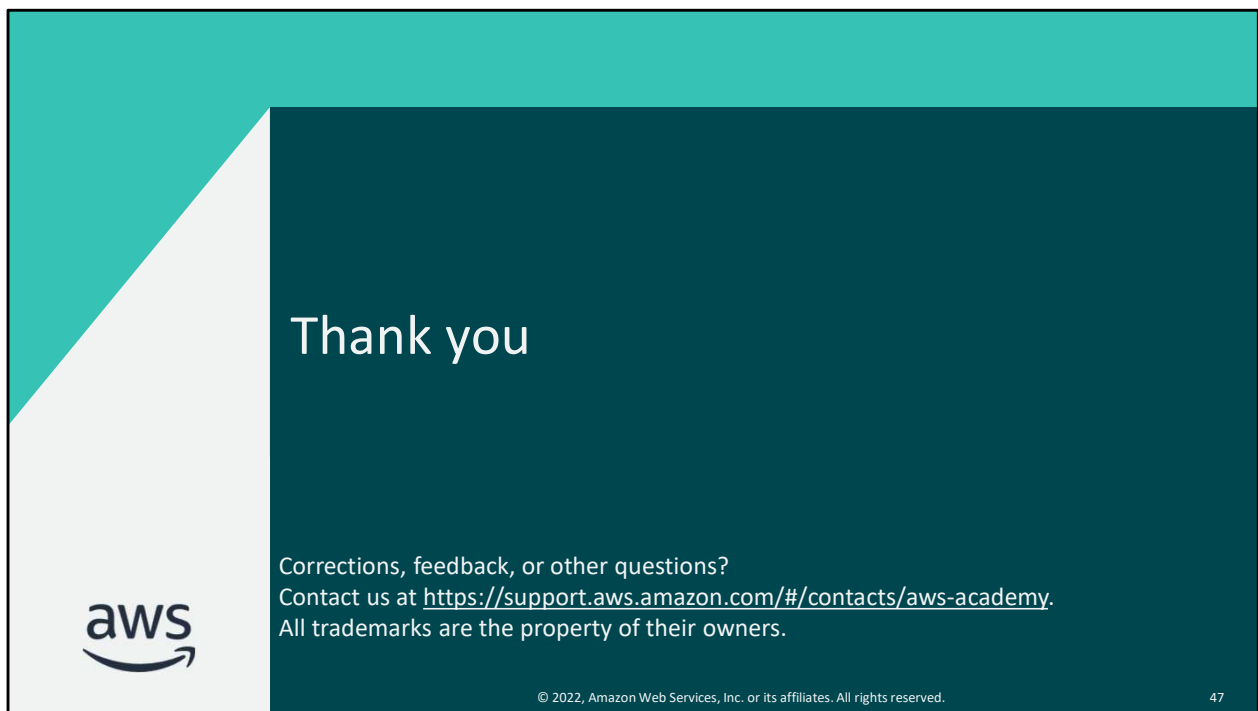 Thank you
Corrections, feedback, or other questions?
Contact us at https://support.aws.amazon.com/#/contacts/aws-academy.
All trademarks are the property of their owners.
aws
© 2022, Amazon Web Services, Inc. or its affiliates. All rights reserved.
47